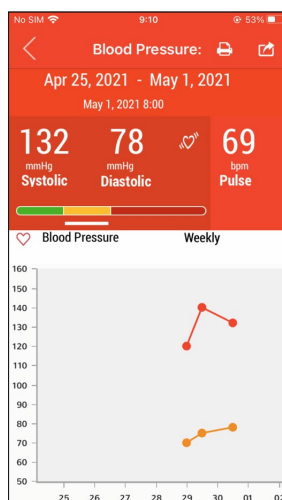 No SIM 9:10 53%
Blood Pressure:
Apr 25, 2021 - May 1, 2021
May 1, 2021 8:00
132 78 69
mmHg mmHg bpm
Systolic Diastolic Pulse
Blood Pressure Weekly
160
150
140
130
120
110
100
90
80
70
60
50
25 26 27 28 29 30 01 02